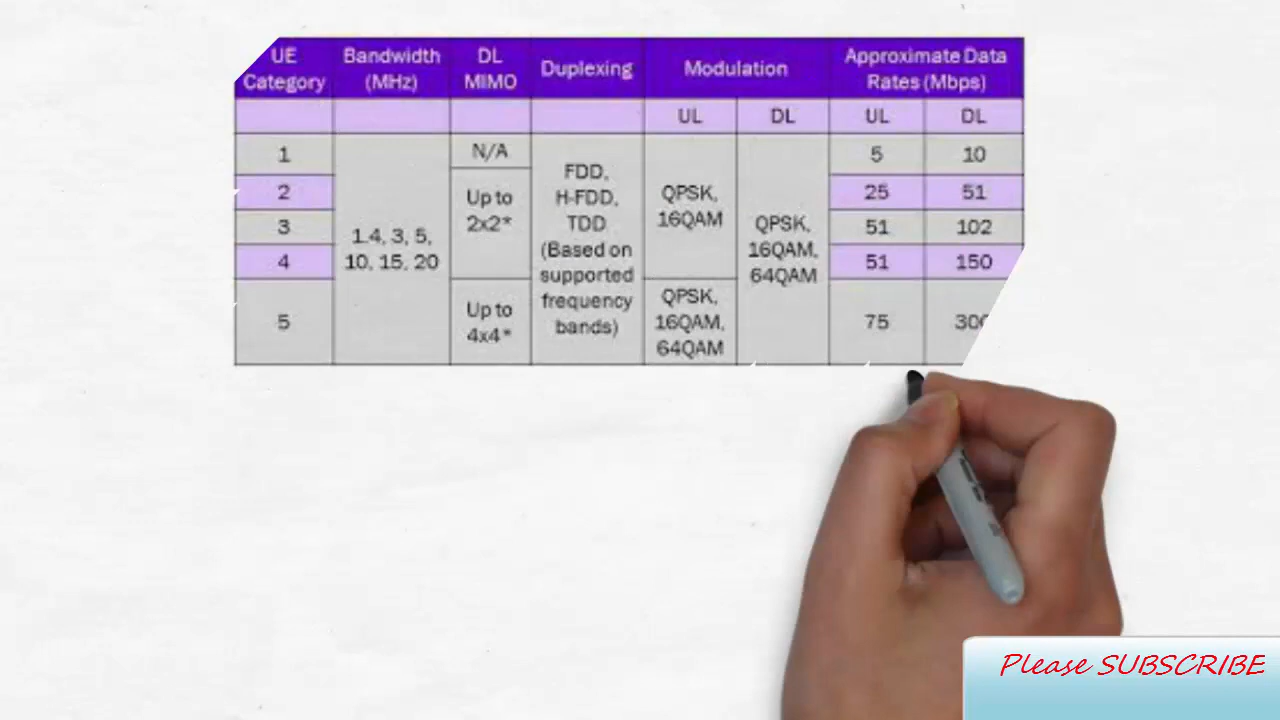 UE Category Bandwidth (MHz) DL MIMO Duplexing Modulation Approximate Data Rates (Mbps)
UL DL UL DL
1 1.4, 3, 5, 10, 15, 20 N/A FDD, H-FDD, TDD (Based on supported frequency bands) QPSK, 16QAM QPSK, 16QAM, 64QAM 5 10
2 Up to 2x2* 25 51
3 51 102
4 51 150
5 Up to 4x4* QPSK, 16QAM, 64QAM 75 300
Please SUBSCRIBE